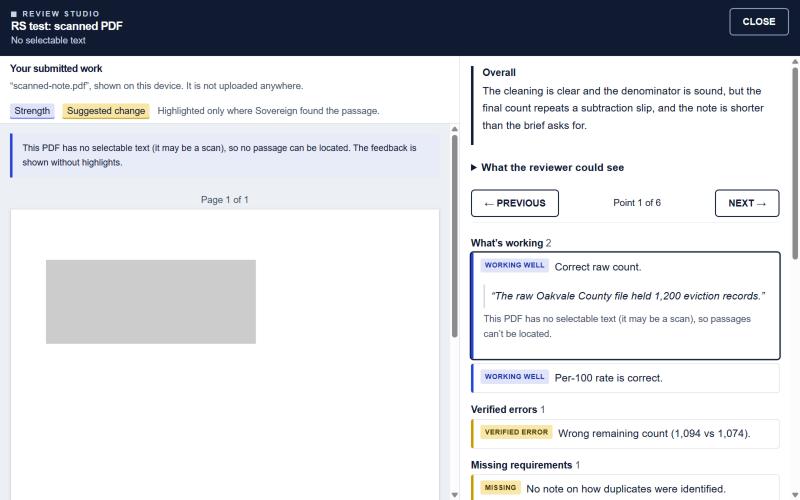 REVIEW STUDIO
RS test: scanned PDF
No selectable text
CLOSE
Your submitted work
“scanned-note.pdf”, shown on this device. It is not uploaded anywhere.
Strength Suggested change Highlighted only where Sovereign found the passage.
This PDF has no selectable text (it may be a scan), so no passage can be located. The feedback is
shown without highlights.
Page 1 of 1
Overall
The cleaning is clear and the denominator is sound, but the
final count repeats a subtraction slip, and the note is shorter
than the brief asks for.
▶ What the reviewer could see
← PREVIOUS Point 1 of 6 NEXT →
What's working 2
WORKING WELL Correct raw count.
“The raw Oakvale County file held 1,200 eviction records.”
This PDF has no selectable text (it may be a scan), so passages
can't be located.
WORKING WELL Per-100 rate is correct.
Verified errors 1
VERIFIED ERROR Wrong remaining count (1,094 vs 1,074).
Missing requirements 1
MISSING No note on how duplicates were identified.